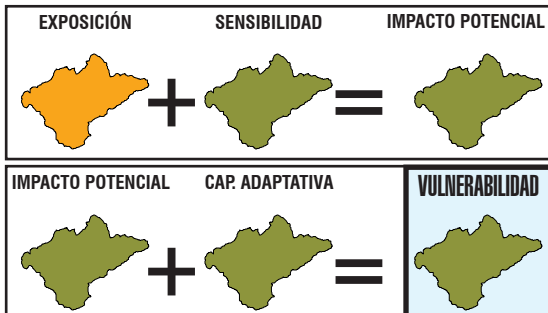 EXPOSICIÓN SENSIBILIDAD IMPACTO POTENCIAL
+ =
IMPACTO POTENCIAL CAP. ADAPTATIVA VULNERABILIDAD
+ =